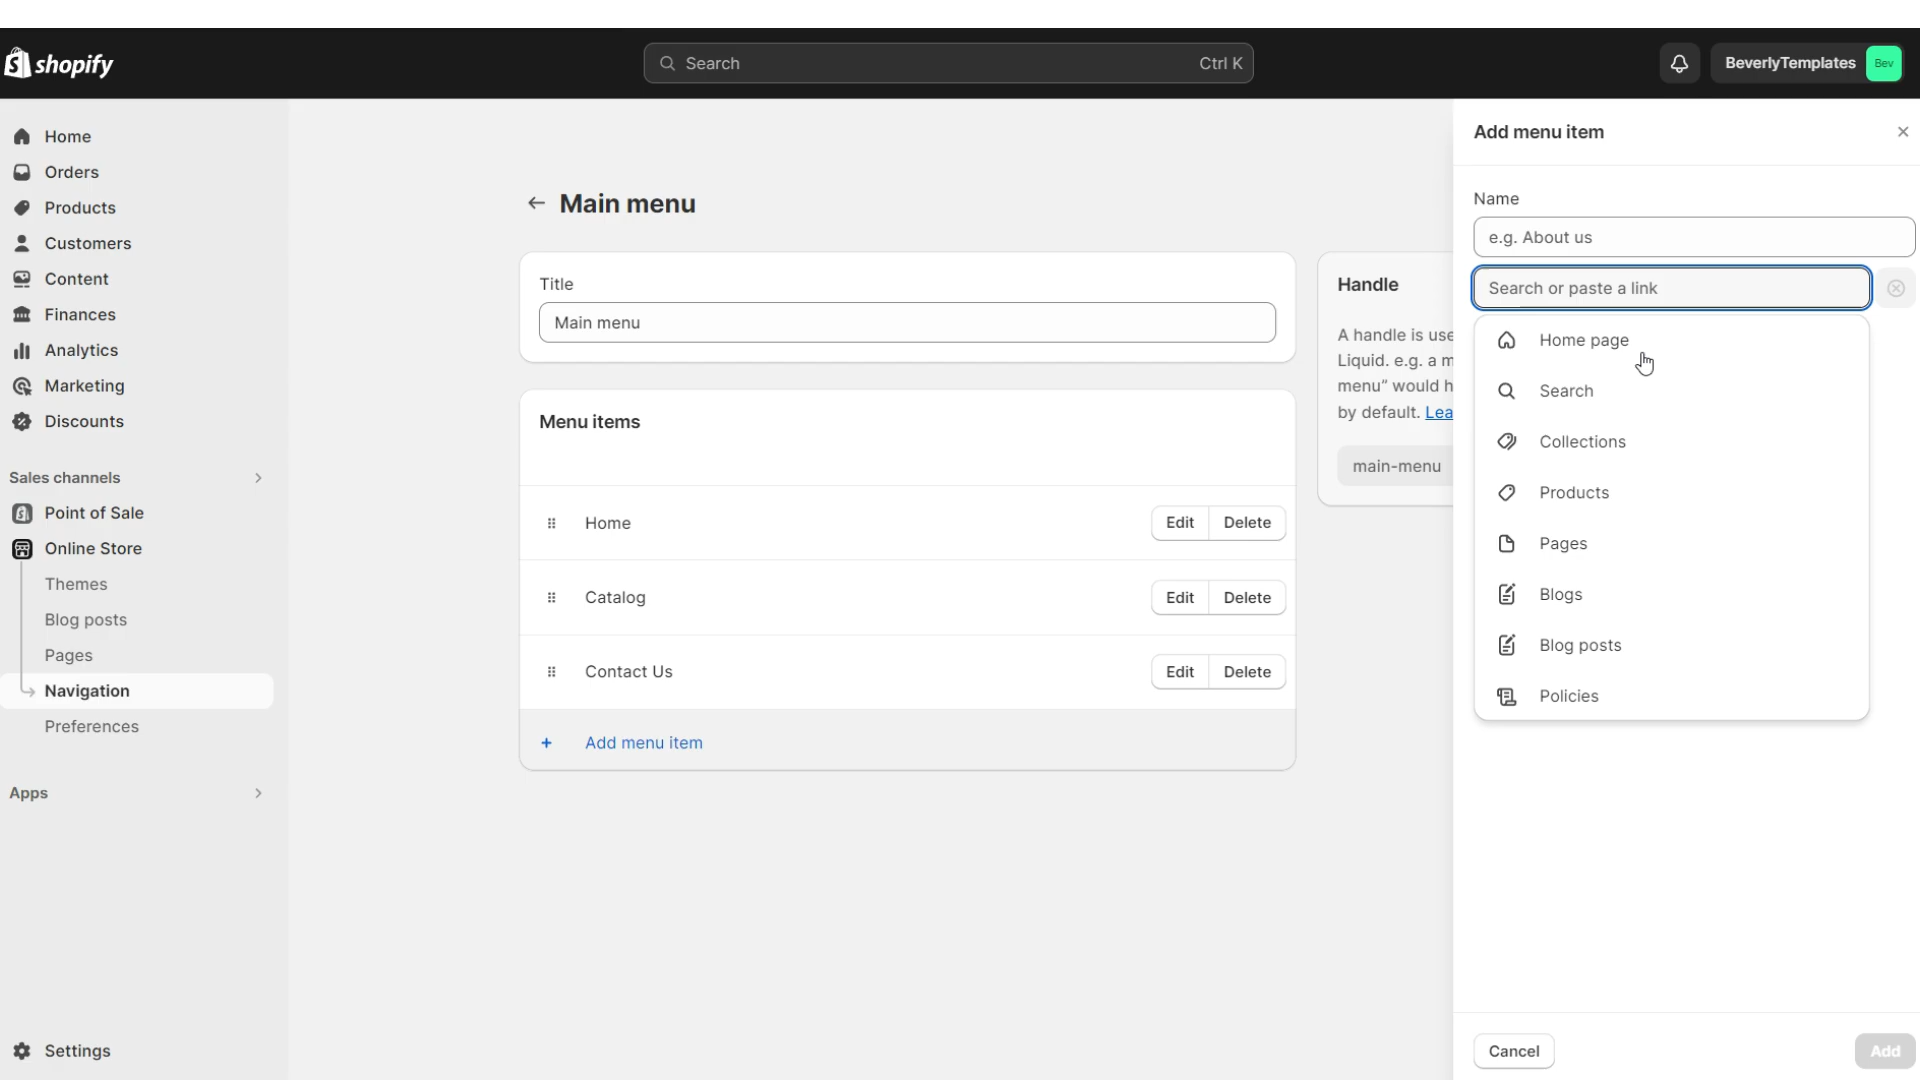 shopify
Search Ctrl K
BeverlyTemplates Bev
Home
Orders
Products
Customers
Content
Finances
Analytics
Marketing
Discounts
Sales channels
Point of Sale
Online Store
Themes
Blog posts
Pages
Navigation
Preferences
Apps
Settings
Main menu
Title
Main menu
Menu items
Home Edit Delete
Catalog Edit Delete
Contact Us Edit Delete
+ Add menu item
Handle
A handle is use
Liquid. e.g. a m
menu” would h
by default. Lea
main-menu
Add menu item
Name
e.g. About us
Search or paste a link
Home page
Search
Collections
Products
Pages
Blogs
Blog posts
Policies
Cancel Add